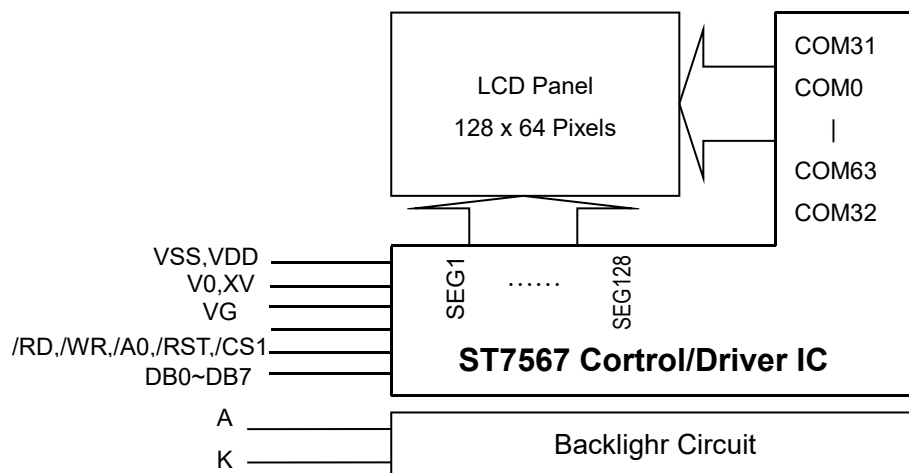 LCD Panel
128 x 64 Pixels
COM31
COM0
|
COM63
COM32
VSS,VDD
V0,XV
VG
/RD,/WR,/A0,/RST,/CS1
DB0~DB7
SEG1
······
SEG128
ST7567 Cortrol/Driver IC
A
K
Backlighr Circuit